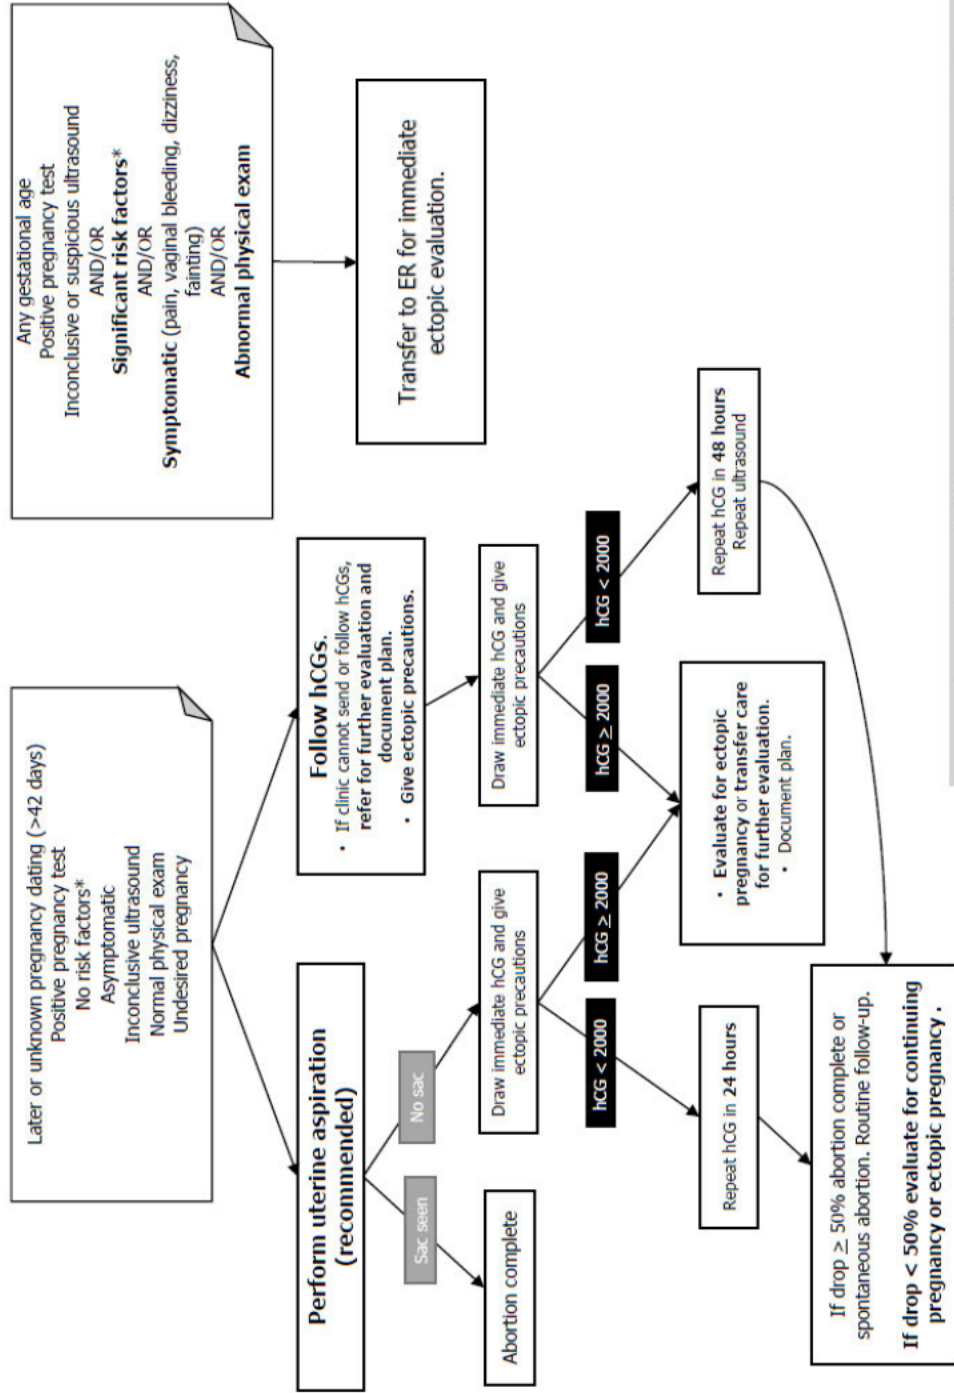 Later or unknown pregnancy dating (>42 days)
Positive pregnancy test
No risk factors*
Asymptomatic
Inconclusive ultrasound
Normal physical exam
Undesired pregnancy
Any gestational age
Positive pregnancy test
Inconclusive or suspicious ultrasound
AND/OR
Significant risk factors*
AND/OR
Symptomatic (pain, vaginal bleeding, dizziness,
fainting)
AND/OR
Abnormal physical exam
Perform uterine aspiration
(recommended)
Follow hCGs.
• If clinic cannot send or follow hCGs,
refer for further evaluation and
document plan.
• Give ectopic precautions.
Transfer to ER for immediate
ectopic evaluation.
Sac seen
No sac
Abortion complete
Draw immediate hCG and give
ectopic precautions
Draw immediate hCG and give
ectopic precautions
hCG < 2000
hCG ≥ 2000
hCG ≥ 2000
hCG < 2000
Repeat hCG in 24 hours
• Evaluate for ectopic
pregnancy or transfer care
for further evaluation.
• Document plan.
Repeat hCG in 48 hours
Repeat ultrasound
If drop ≥ 50% abortion complete or
spontaneous abortion. Routine follow-up.
If drop < 50% evaluate for continuing
pregnancy or ectopic pregnancy .